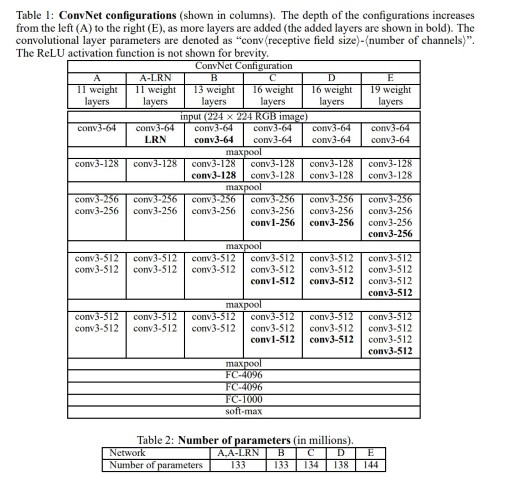 Table 1: ConvNet configurations (shown in columns). The depth of the configurations increases
from the left (A) to the right (E), as more layers are added (the added layers are shown in bold). The
convolutional layer parameters are denoted as “conv⟨receptive field size⟩-⟨number of channels⟩”.
The ReLU activation function is not shown for brevity.
ConvNet Configuration
A A-LRN B C D E
11 weight 11 weight 13 weight 16 weight 16 weight 19 weight
layers layers layers layers layers layers
input (224 × 224 RGB image)
conv3-64 conv3-64 conv3-64 conv3-64 conv3-64 conv3-64
LRN conv3-64 conv3-64 conv3-64 conv3-64
maxpool
conv3-128 conv3-128 conv3-128 conv3-128 conv3-128 conv3-128
conv3-128 conv3-128 conv3-128 conv3-128
maxpool
conv3-256 conv3-256 conv3-256 conv3-256 conv3-256 conv3-256
conv3-256 conv3-256 conv3-256 conv3-256 conv3-256 conv3-256
conv1-256 conv3-256 conv3-256
conv3-256
maxpool
conv3-512 conv3-512 conv3-512 conv3-512 conv3-512 conv3-512
conv3-512 conv3-512 conv3-512 conv3-512 conv3-512 conv3-512
conv1-512 conv3-512 conv3-512
conv3-512
maxpool
conv3-512 conv3-512 conv3-512 conv3-512 conv3-512 conv3-512
conv3-512 conv3-512 conv3-512 conv3-512 conv3-512 conv3-512
conv1-512 conv3-512 conv3-512
conv3-512
maxpool
FC-4096
FC-4096
FC-1000
soft-max
Table 2: Number of parameters (in millions).
Network A,A-LRN B C D E
Number of parameters 133 133 134 138 144